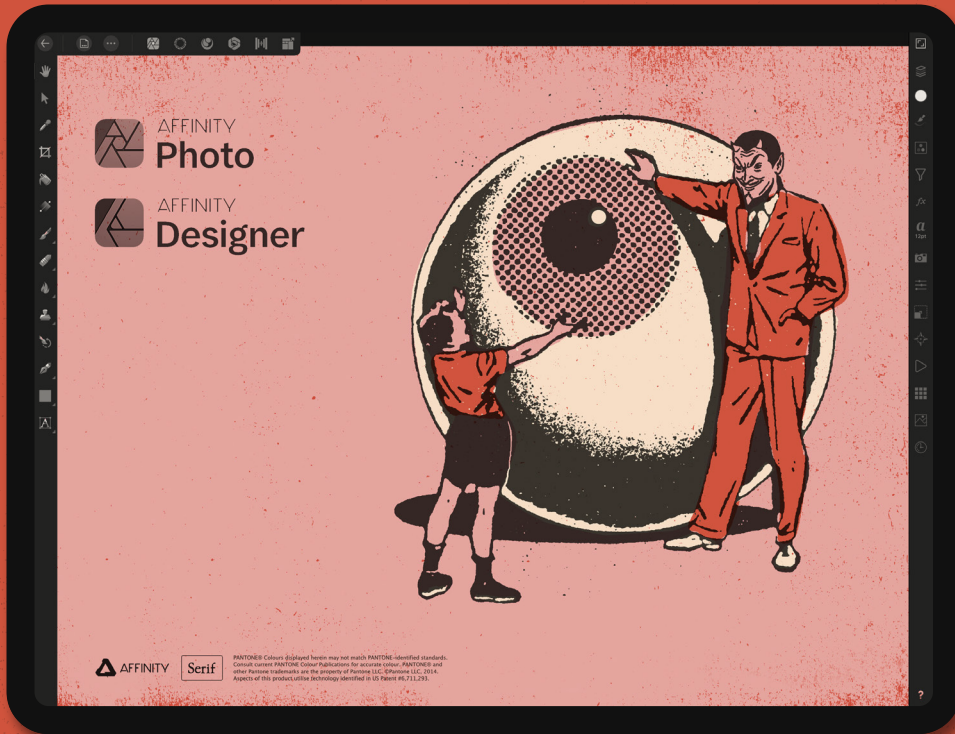 AFFINITY
Photo
AFFINITY
Designer
a
12pt
fx
A
AFFINITY
Serif
PANTONE® Colours displayed herein may not match PANTONE-identified standards.
Consult current PANTONE Colour Publications for accurate colour. PANTONE® and
other Pantone trademarks are the property of Pantone LLC. ©Pantone LLC, 2014.
Aspects of this product utilise technology identified in US Patent #6,711,293.
?